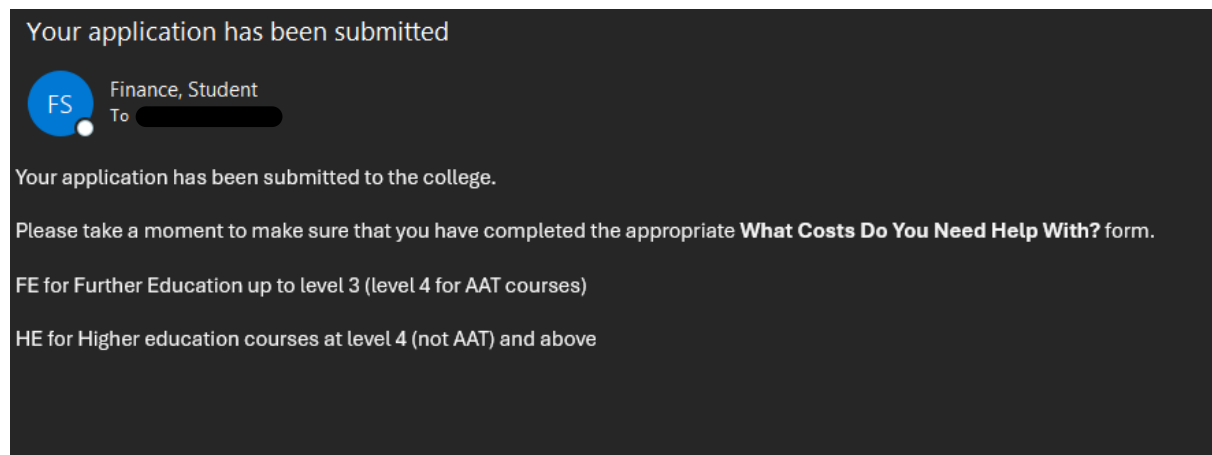 Your application has been submitted
FS
Finance, Student
To
Your application has been submitted to the college.
Please take a moment to make sure that you have completed the appropriate What Costs Do You Need Help With? form.
FE for Further Education up to level 3 (level 4 for AAT courses)
HE for Higher education courses at level 4 (not AAT) and above